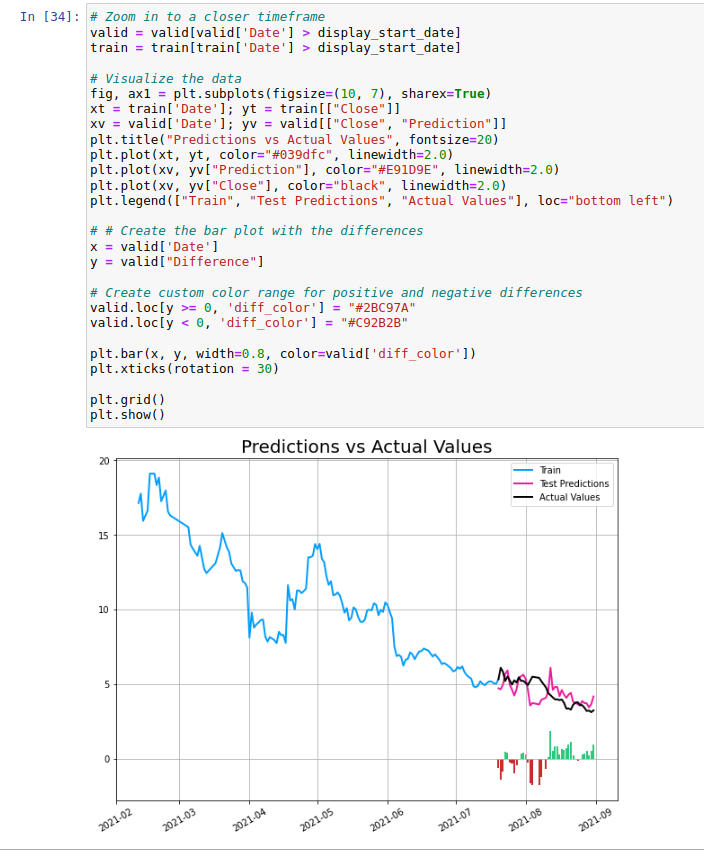 In [34]: # Zoom in to a closer timeframe
valid = valid[valid['Date'] > display_start_date]
train = train[train['Date'] > display_start_date]
# Visualize the data
fig, ax1 = plt.subplots(figsize=(10, 7), sharex=True)
xt = train['Date']; yt = train[["Close"]]
xv = valid['Date']; yv = valid[["Close", "Prediction"]]
plt.title("Predictions vs Actual Values", fontsize=20)
plt.plot(xt, yt, color="#039dfc", linewidth=2.0)
plt.plot(xv, yv["Prediction"], color="#E91D9E", linewidth=2.0)
plt.plot(xv, yv["Close"], color="black", linewidth=2.0)
plt.legend(["Train", "Test Predictions", "Actual Values"], loc="bottom left")
# # Create the bar plot with the differences
x = valid['Date']
y = valid["Difference"]
# Create custom color range for positive and negative differences
valid.loc[y >= 0, 'diff_color'] = "#2BC97A"
valid.loc[y < 0, 'diff_color'] = "#C92B2B"
plt.bar(x, y, width=0.8, color=valid['diff_color'])
plt.xticks(rotation = 30)
plt.grid()
plt.show()
Predictions vs Actual Values
Train
Test Predictions
Actual Values
20
15
10
5
0
2021-02
2021-03
2021-04
2021-05
2021-06
2021-07
2021-08
2021-09